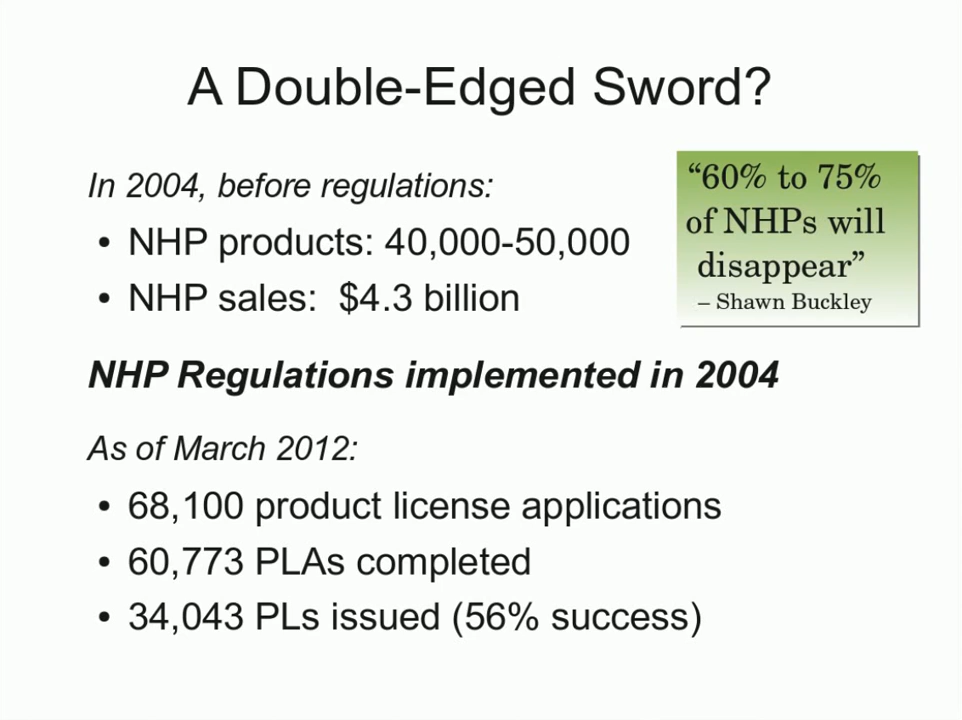 A Double-Edged Sword?
In 2004, before regulations:
• NHP products: 40,000-50,000
• NHP sales:  $4.3 billion
“60% to 75%
of NHPs will
disappear”
– Shawn Buckley
NHP Regulations implemented in 2004
As of March 2012:
• 68,100 product license applications
• 60,773 PLAs completed
• 34,043 PLs issued (56% success)